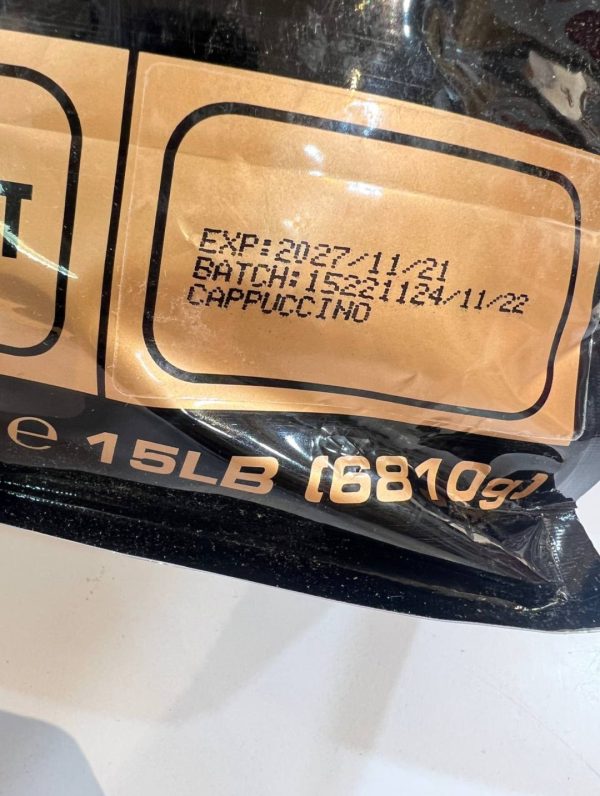 T
EXP:2027/11/21
BATCH:15221124/11/22
CAPPUCCINO
e 15LB (6810g)